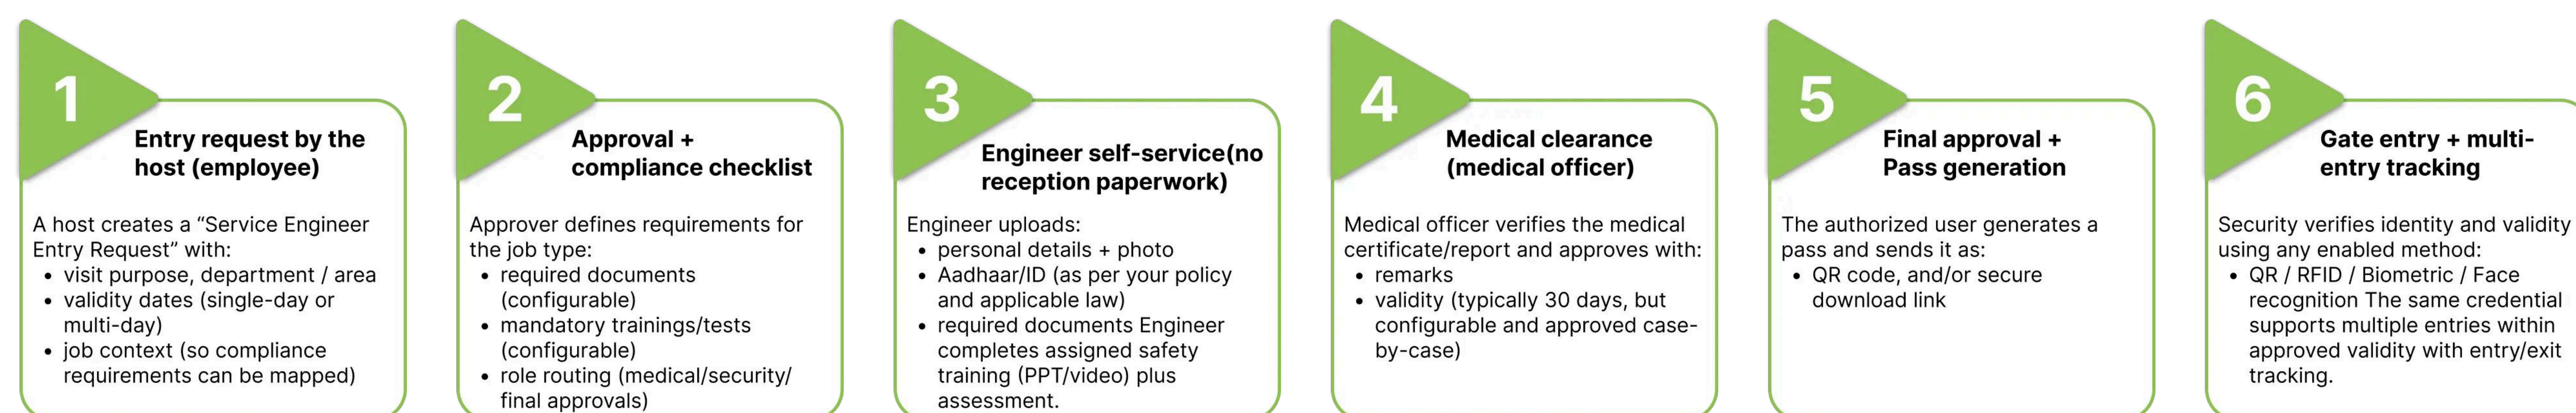 1
Entry request by the
host (employee)
A host creates a “Service Engineer
Entry Request” with:
• visit purpose, department / area
• validity dates (single-day or
multi-day)
• job context (so compliance
requirements can be mapped)
2
Approval +
compliance checklist
Approver defines requirements for
the job type:
• required documents
(configurable)
• mandatory trainings/tests
(configurable)
• role routing (medical/security/
final approvals)
3
Engineer self-service(no
reception paperwork)
Engineer uploads:
• personal details + photo
• Aadhaar/ID (as per your policy
and applicable law)
• required documents Engineer
completes assigned safety
training (PPT/video) plus
assessment.
4
Medical clearance
(medical officer)
Medical officer verifies the medical
certificate/report and approves with:
• remarks
• validity (typically 30 days, but
configurable and approved case-
by-case)
5
Final approval +
Pass generation
The authorized user generates a
pass and sends it as:
• QR code, and/or secure
download link
6
Gate entry + multi-
entry tracking
Security verifies identity and validity
using any enabled method:
• QR / RFID / Biometric / Face
recognition The same credential
supports multiple entries within
approved validity with entry/exit
tracking.